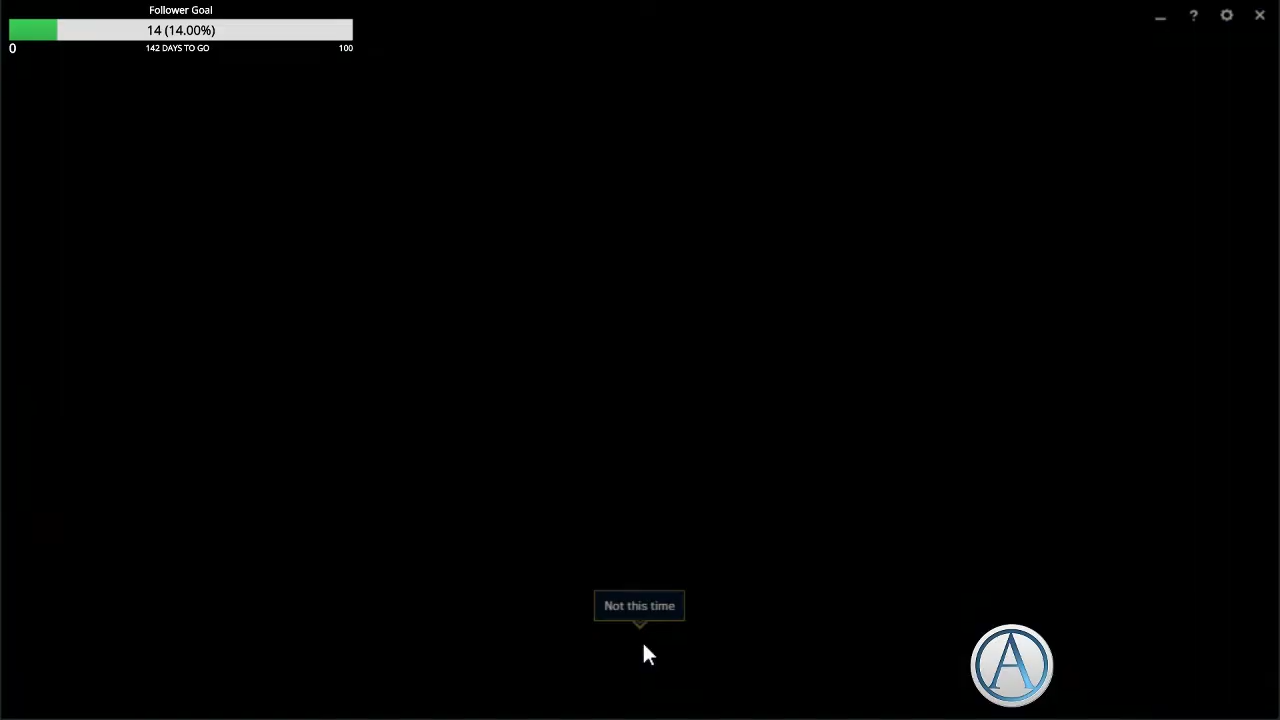 Follower Goal
14 (14.00%)
0
142 DAYS TO GO
100
?
Not this time
A